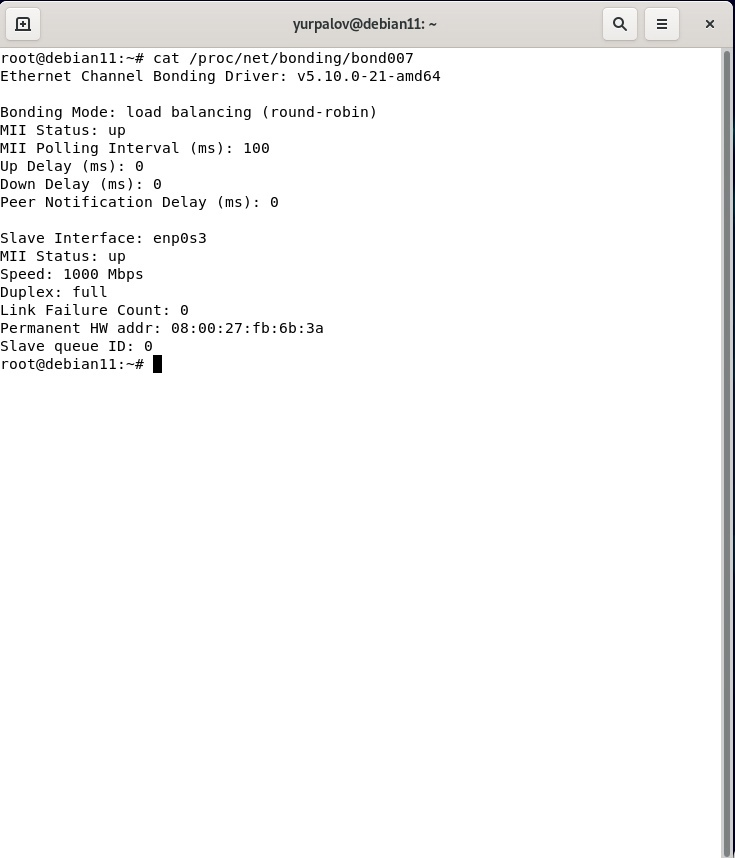 yurpalov@debian11: ~
root@debian11:~# cat /proc/net/bonding/bond007
Ethernet Channel Bonding Driver: v5.10.0-21-amd64
Bonding Mode: load balancing (round-robin)
MII Status: up
MII Polling Interval (ms): 100
Up Delay (ms): 0
Down Delay (ms): 0
Peer Notification Delay (ms): 0
Slave Interface: enp0s3
MII Status: up
Speed: 1000 Mbps
Duplex: full
Link Failure Count: 0
Permanent HW addr: 08:00:27:fb:6b:3a
Slave queue ID: 0
root@debian11:~#